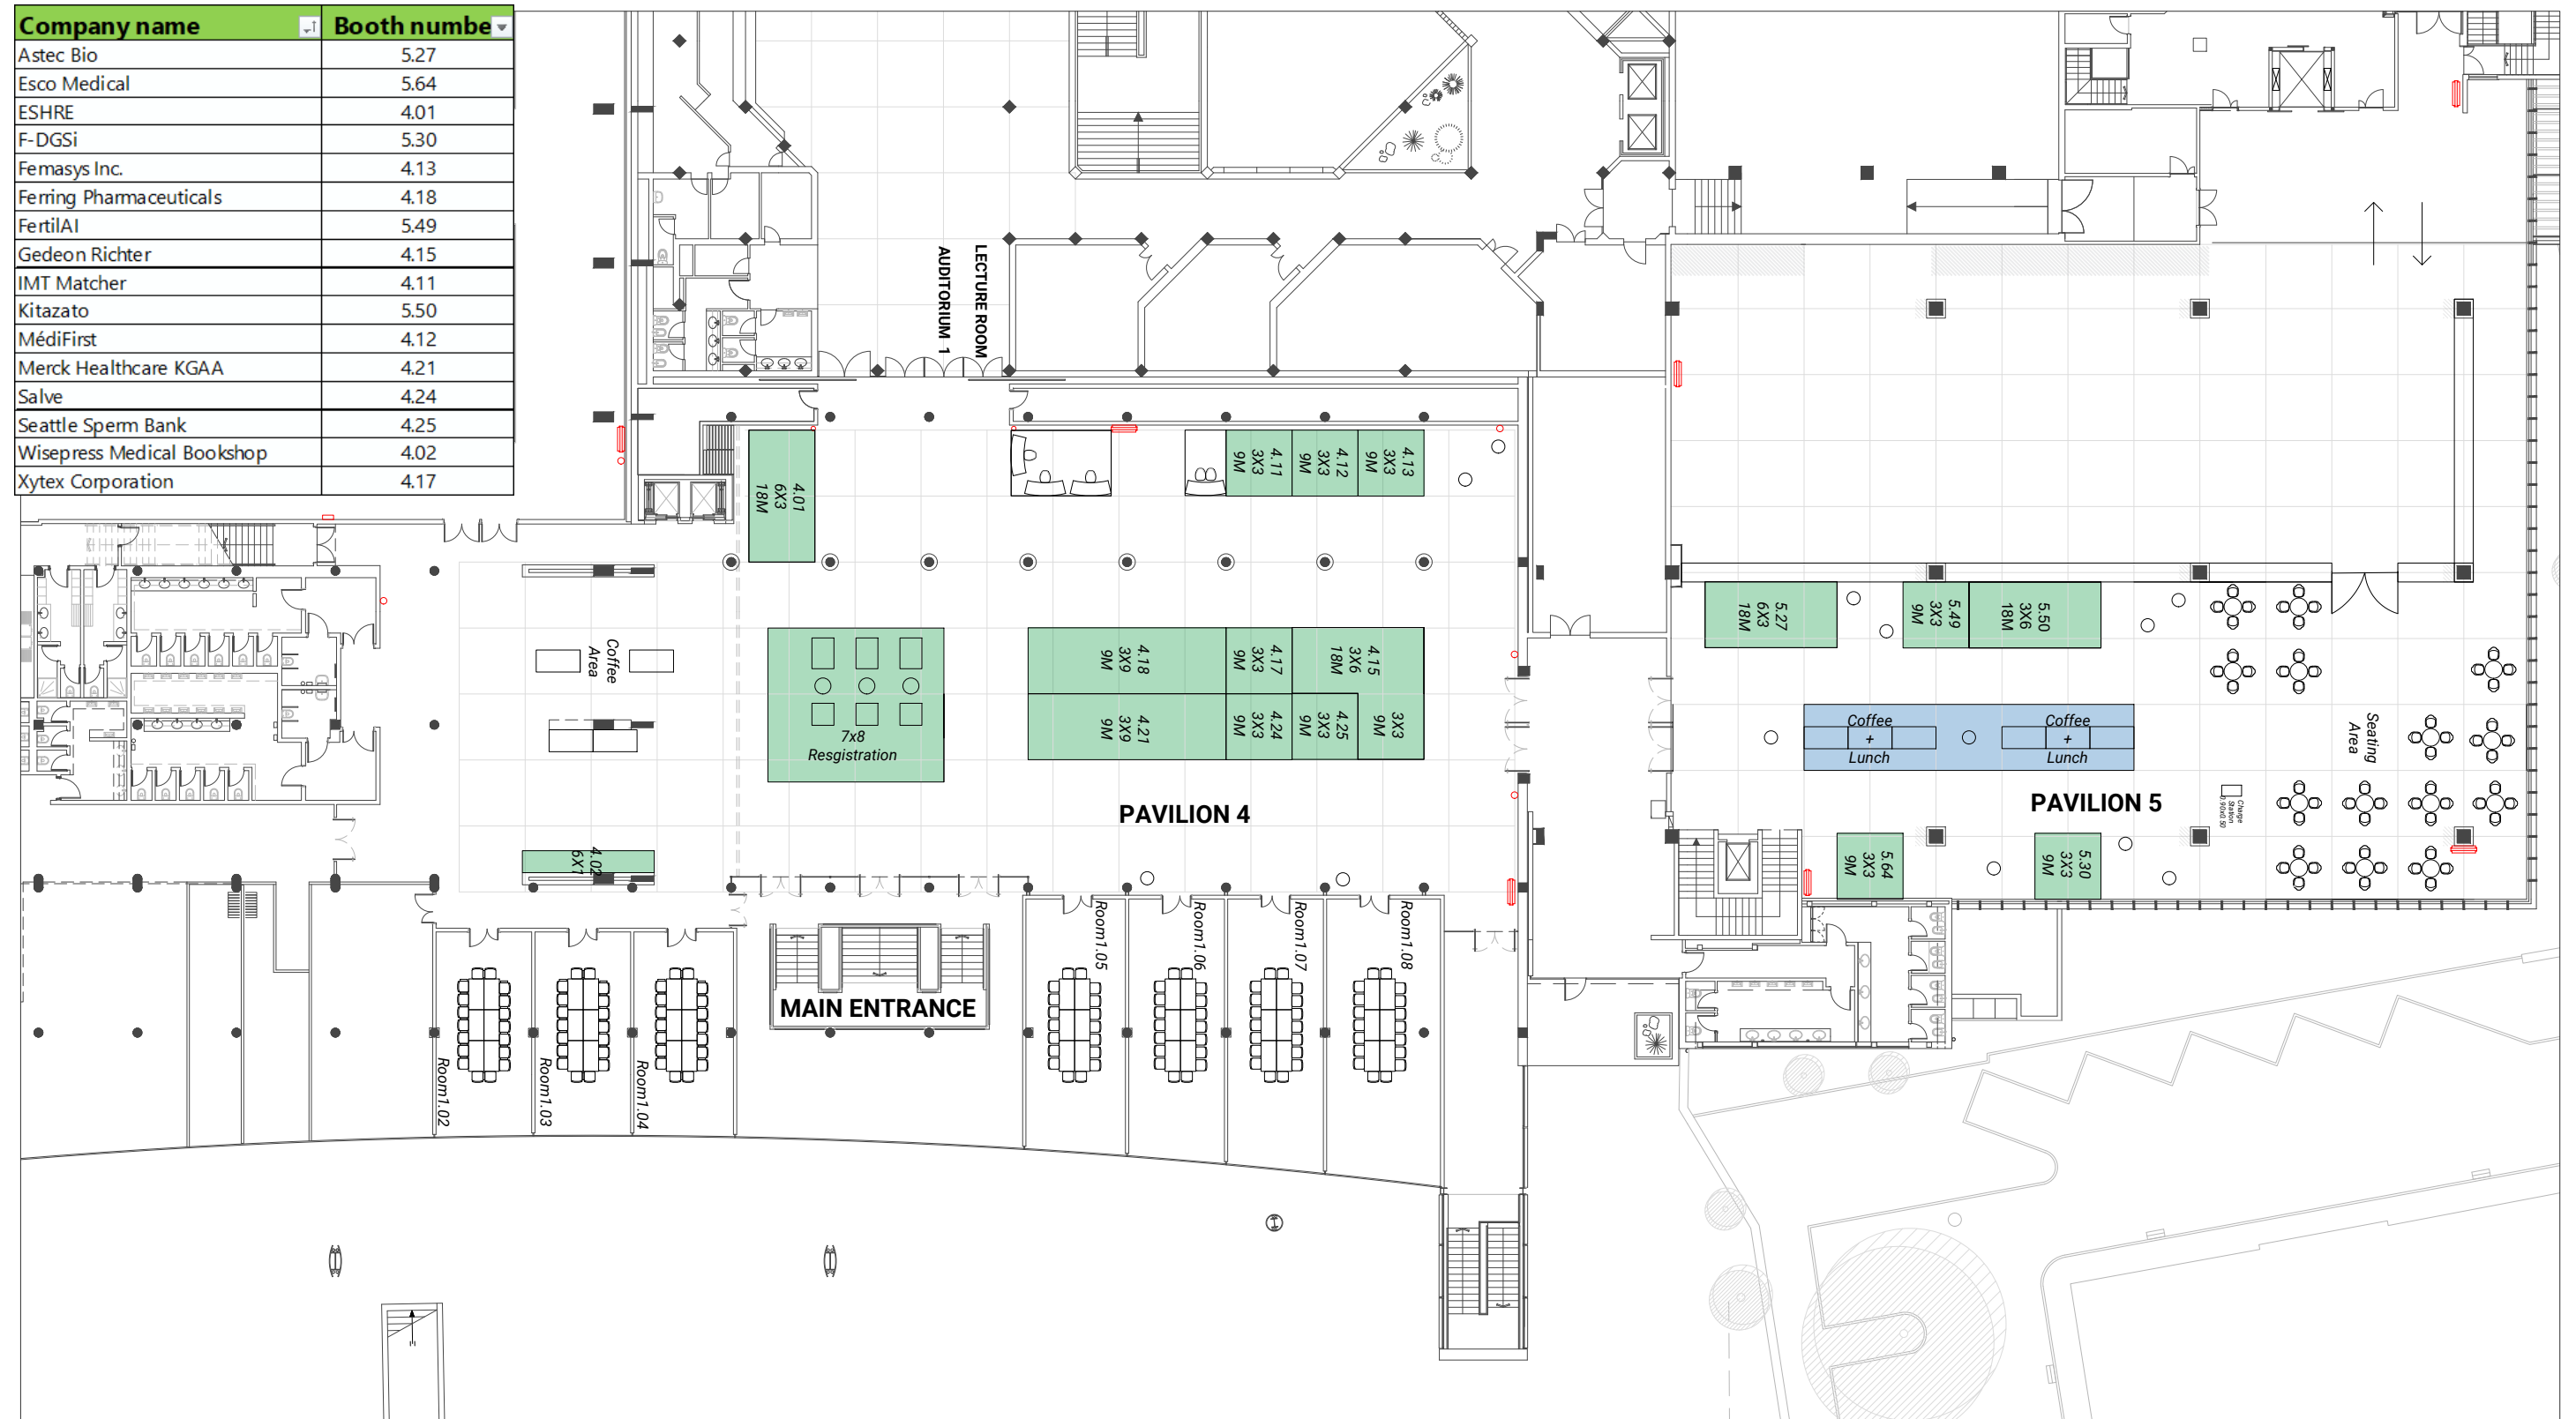 Company name Booth numbe
Astec Bio 5.27
Esco Medical 5.64
ESHRE 4.01
F-DGSi 5.30
Femasys Inc. 4.13
Ferring Pharmaceuticals 4.18
FertilAI 5.49
Gedeon Richter 4.15
IMT Matcher 4.11
Kitazato 5.50
MédiFirst 4.12
Merck Healthcare KGAA 4.21
Salve 4.24
Seattle Sperm Bank 4.25
Wisepress Medical Bookshop 4.02
Xytex Corporation 4.17
LECTURE ROOM
AUDITORIUM 1
4.01
6X3
18M
4.11
3X3
9M
4.12
3X3
9M
4.13
3X3
9M
Coffee
Area
7x8
Resgistration
4.18
3X9
9M
4.17
3X3
9M
4.15
3X6
18M
4.21
3X9
9M
4.24
3X3
9M
4.25
3X3
9M
3X3
9M
4.02
6X1
PAVILION 4
5.27
6X3
18M
5.49
3X3
9M
5.50
3X6
18M
Coffee
+
Lunch
Coffee
+
Lunch
Seating
Area
PAVILION 5
Charge
Station
0.90x0.50
5.64
3X3
9M
5.30
3X3
9M
MAIN ENTRANCE
Room1.02
Room1.03
Room1.04
Room1.05
Room1.06
Room1.07
Room1.08